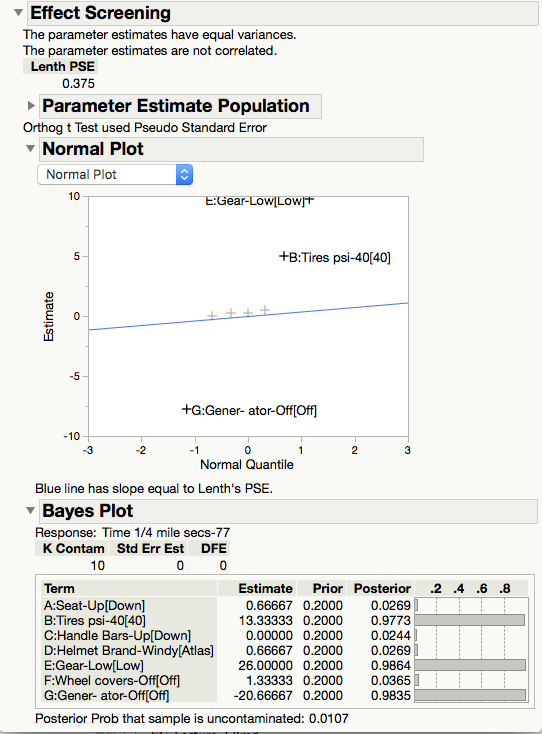 Effect Screening
The parameter estimates have equal variances.
The parameter estimates are not correlated.
Lenth PSE
0.375
Parameter Estimate Population
Orthog t Test used Pseudo Standard Error
Normal Plot
Normal Plot
10
E:Gear-Low[Low]
5
B:Tires psi-40[40]
0
-5
G:Gener- ator-Off[Off]
-10
Estimate
-3 -2 -1 0 1 2 3
Normal Quantile
Blue line has slope equal to Lenth's PSE.
Bayes Plot
Response: Time 1/4 mile secs-77
K Contam Std Err Est DFE
10 0 0
Term Estimate Prior Posterior .2 .4 .6 .8
A:Seat-Up[Down] 0.66667 0.2000 0.0269
B:Tires psi-40[40] 13.33333 0.2000 0.9773
C:Handle Bars-Up[Down] 0.00000 0.2000 0.0244
D:Helmet Brand-Windy[Atlas] 0.66667 0.2000 0.0269
E:Gear-Low[Low] 26.00000 0.2000 0.9864
F:Wheel covers-Off[Off] 1.33333 0.2000 0.0365
G:Gener- ator-Off[Off] -20.66667 0.2000 0.9835
Posterior Prob that sample is uncontaminated: 0.0107